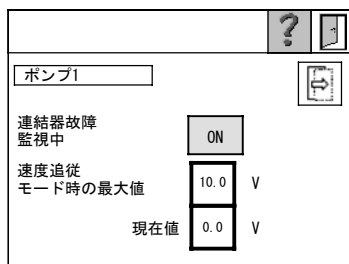 ?
ポンプ1
連結器故障
監視中
ON
速度追従
モード時の最大値
10.0 V
現在値 0.0 V